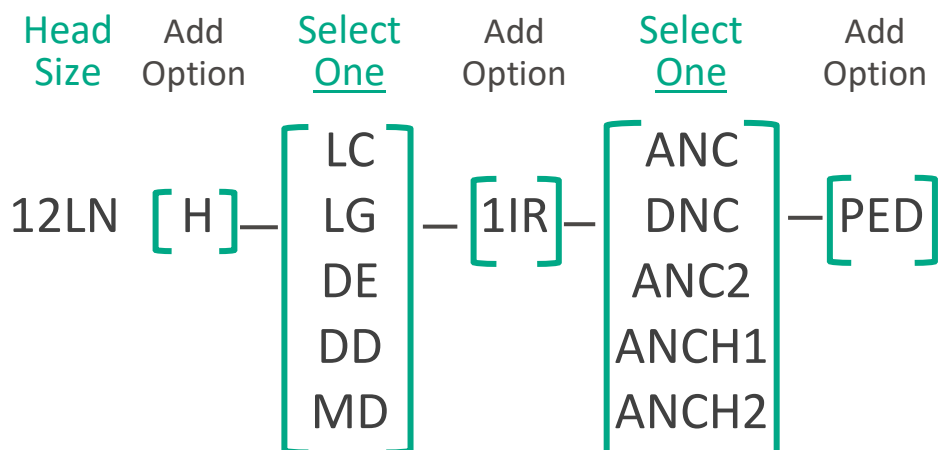 Head Size
Add Option
Select One
Add Option
Select One
Add Option
12LN [ H ] – [ LC – [ 1IR ] – [ ANC – [ PED ]
LG
DE
DD
MD
DNC
ANC2
ANCH1
ANCH2